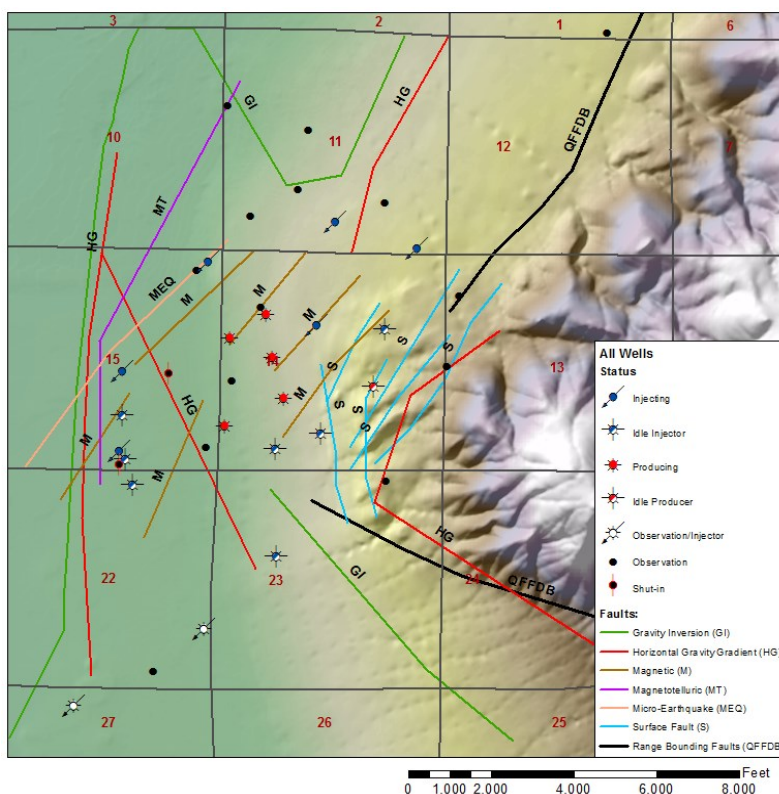 3 2 1 6
GI HG QFFDB
10 11 12 7
MT
HG
MEQ M M M S S
15 14 13
HG M S S
M M S
HG
22 23 GI 24 QFFDB
27 26 25
All Wells
Status
Injecting
Idle Injector
Producing
Idle Producer
Observation/Injector
Observation
Shut-in
Faults:
Gravity Inversion (GI)
Horizontal Gravity Gradient (HG)
Magnetic (M)
Magnetotelluric (MT)
Micro-Earthquake (MEQ)
Surface Fault (S)
Range Bounding Faults (QFFDB)
Feet
0 1.000 2.000 4.000 6.000 8.000